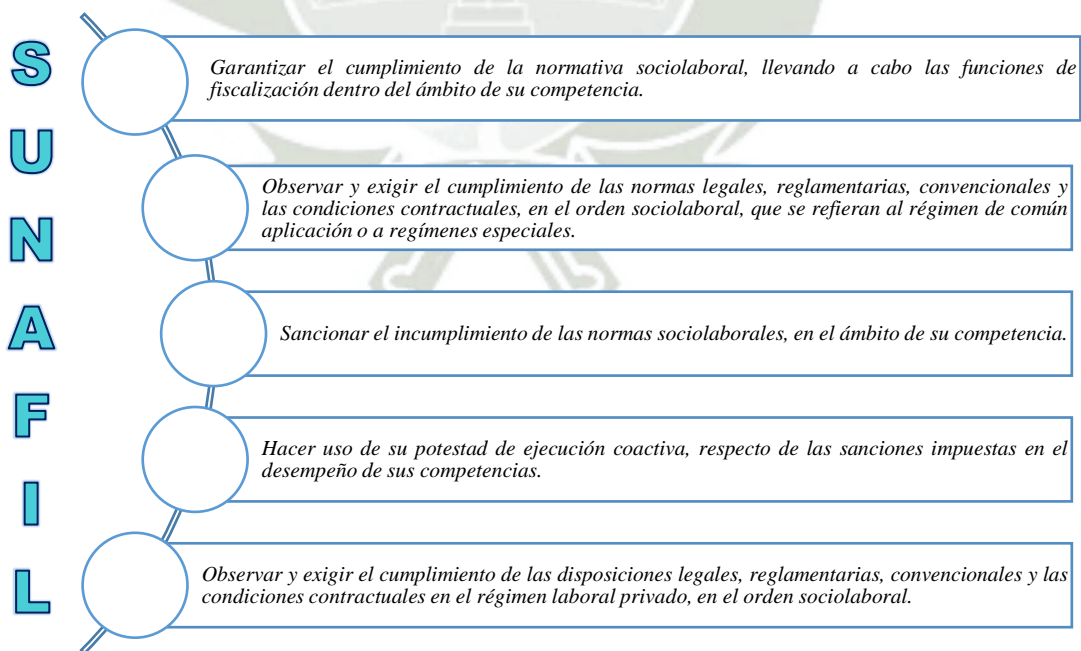 SUNAFIL
Garantizar el cumplimiento de la normativa sociolaboral, llevando a cabo las funciones de
fiscalización dentro del ámbito de su competencia.
Observar y exigir el cumplimiento de las normas legales, reglamentarias, convencionales y
las condiciones contractuales, en el orden sociolaboral, que se refieran al régimen de común
aplicación o a regímenes especiales.
Sancionar el incumplimiento de las normas sociolaborales, en el ámbito de su competencia.
Hacer uso de su potestad de ejecución coactiva, respecto de las sanciones impuestas en el
desempeño de sus competencias.
Observar y exigir el cumplimiento de las disposiciones legales, reglamentarias, convencionales y las
condiciones contractuales en el régimen laboral privado, en el orden sociolaboral.